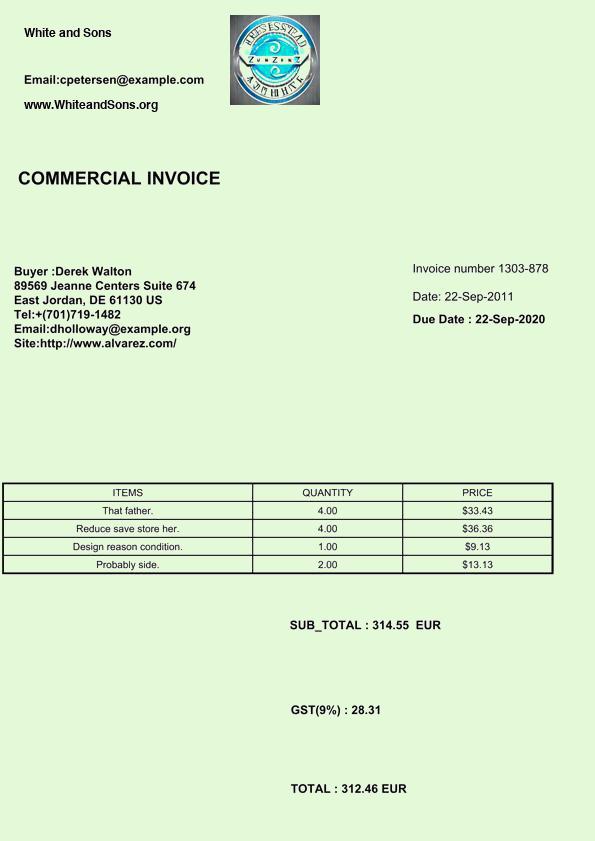 White and Sons
Email:cpetersen@example.com
www.WhiteandSons.org
COMMERCIAL INVOICE
Buyer :Derek Walton
89569 Jeanne Centers Suite 674
East Jordan, DE 61130 US
Tel:+(701)719-1482
Email:dholloway@example.org
Site:http://www.alvarez.com/
Invoice number 1303-878
Date: 22-Sep-2011
Due Date : 22-Sep-2020
ITEMS QUANTITY PRICE
That father. 4.00 $33.43
Reduce save store her. 4.00 $36.36
Design reason condition. 1.00 $9.13
Probably side. 2.00 $13.13
SUB_TOTAL : 314.55 EUR
GST(9%) : 28.31
TOTAL : 312.46 EUR